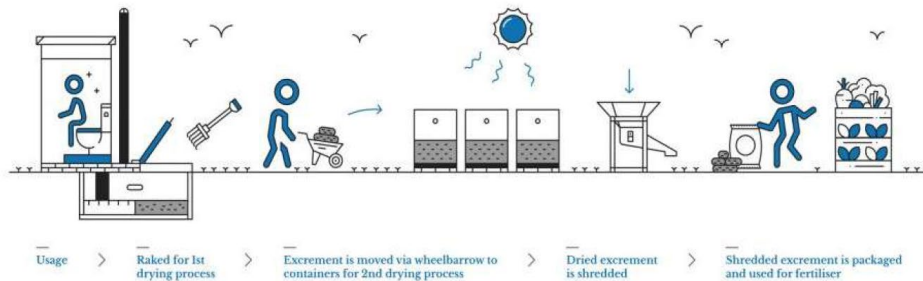 Usage
Raked for 1st
drying process
Excrement is moved via wheelbarrow to
containers for 2nd drying process
Dried excrement
is shredded
Shredded excrement is packaged
and used for fertiliser